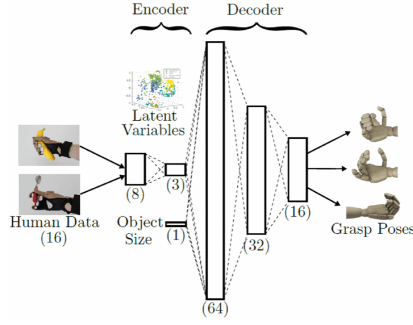 Encoder
Decoder
Latent
Variables
Human Data
(16)
(8)
(3)
Object
Size
(1)
(64)
(32)
(16)
Grasp Poses